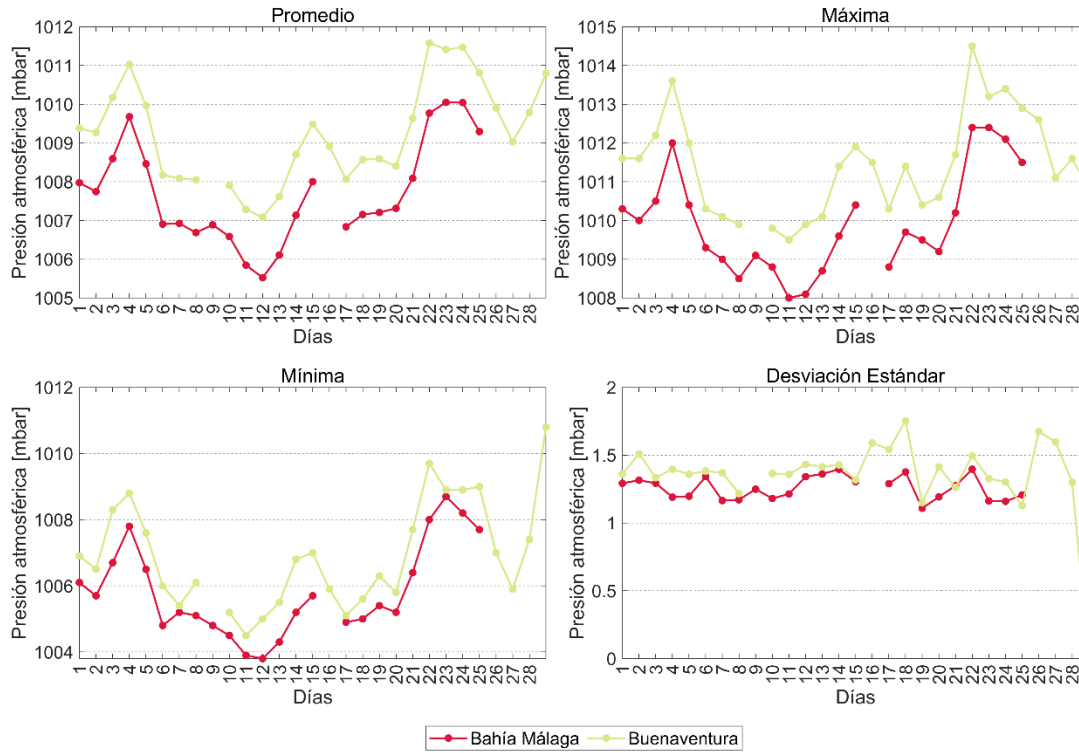 Promedio
Presión atmosférica [mbar]
1012
1011
1010
1009
1008
1007
1006
1005
1 2 3 4 5 6 7 8 9 10 11 12 13 14 15 17 18 19 20 21 22 23 24 25 26 27 28
Días
Máxima
Presión atmosférica [mbar]
1015
1014
1013
1012
1011
1010
1009
1008
1 2 3 4 5 6 7 8 9 10 11 12 13 14 15 17 18 19 20 21 22 23 24 25 26 27 28
Días
Mínima
Presión atmosférica [mbar]
1012
1010
1008
1006
1004
1 2 3 4 5 6 7 8 9 10 11 12 13 14 15 17 18 19 20 21 22 23 24 25 26 27 28
Días
Desviación Estándar
Presión atmosférica [mbar]
2
1.5
1
0.5
0
1 2 3 4 5 6 7 8 9 10 11 12 13 14 15 17 18 19 20 21 22 23 24 25 26 27 28
Días
Bahía Málaga Buenaventura